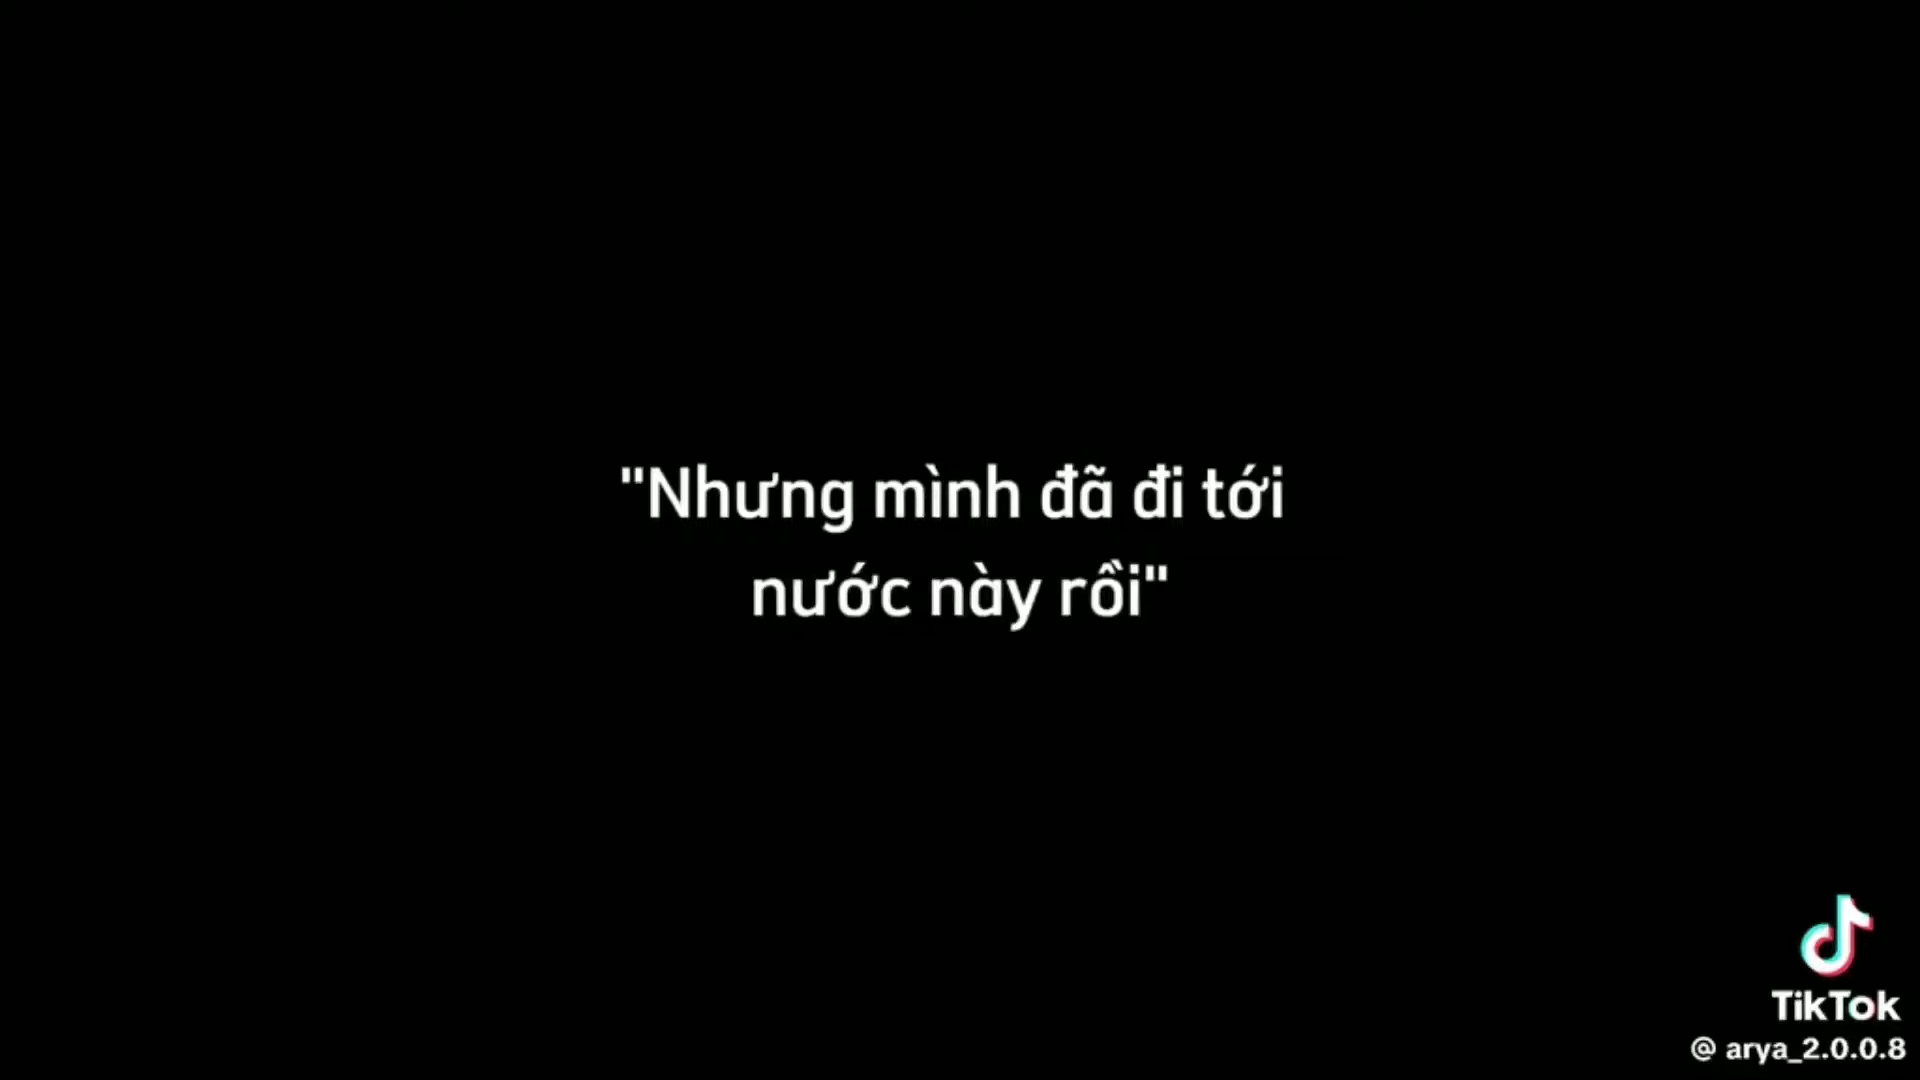 "Nhưng mình đã đi tới
nước này rồi"
TikTok
@ arya_2.0.0.8